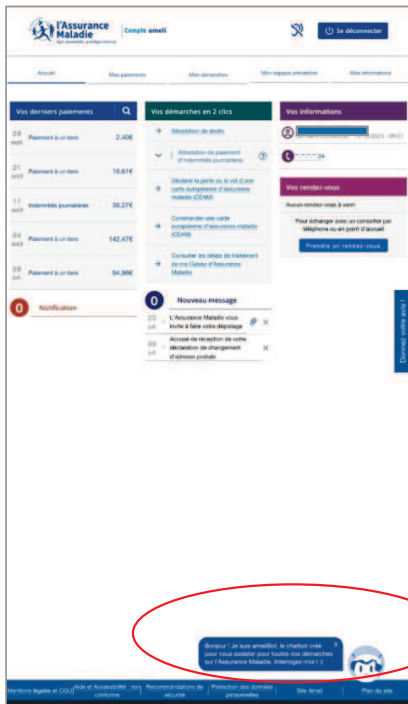 l'Assurance
Maladie
Compte ameli
Se déconnecter
Accueil
Mes paiements
Mes démarches
Mon espace prévention
Mes informations
Vos derniers paiements
29
sept.
Paiement à un tiers
2,40€
21
août
Paiement à un tiers
16,61€
11
août
Indemnités journalières
36,27€
04
août
Paiement à un tiers
142,47€
Paiement à un tiers
0
Notification
Vos démarches en 2 clics
Attestation de droits
Attestation de paiement
d'indemnités journalières
Déclarer la perte ou le vol d'une
carte européenne d'assurance
maladie (CEAM)
Commander une carte
européenne d'assurance maladie
(CEAM)
Consulter les délais de traitement
de ma Caisse d'Assurance
Maladie
0
Nouveau message
23
juil.
L'Assurance Maladie vous
invite à faire votre dépistage
09
juil.
Accusé de réception de votre
déclaration de changement
d'adresse postale
Vos informations
Vos rendez-vous
Aucun rendez-vous à venir
Pour échanger avec un conseiller par
téléphone ou en point d'accueil
Prendre un rendez-vous
Donnez votre avis !
Bonjour ! Je suis ameliBot, le chatbot créé
pour vous assister pour toutes vos démarches
sur l'Assurance Maladie. Interrogez-moi ! :)
Mentions légales et CGU
Aide et Accessibilité : non
conforme
Recommandations de
sécurité
Protection des données
personnelles
Site Ameli
Plan du site